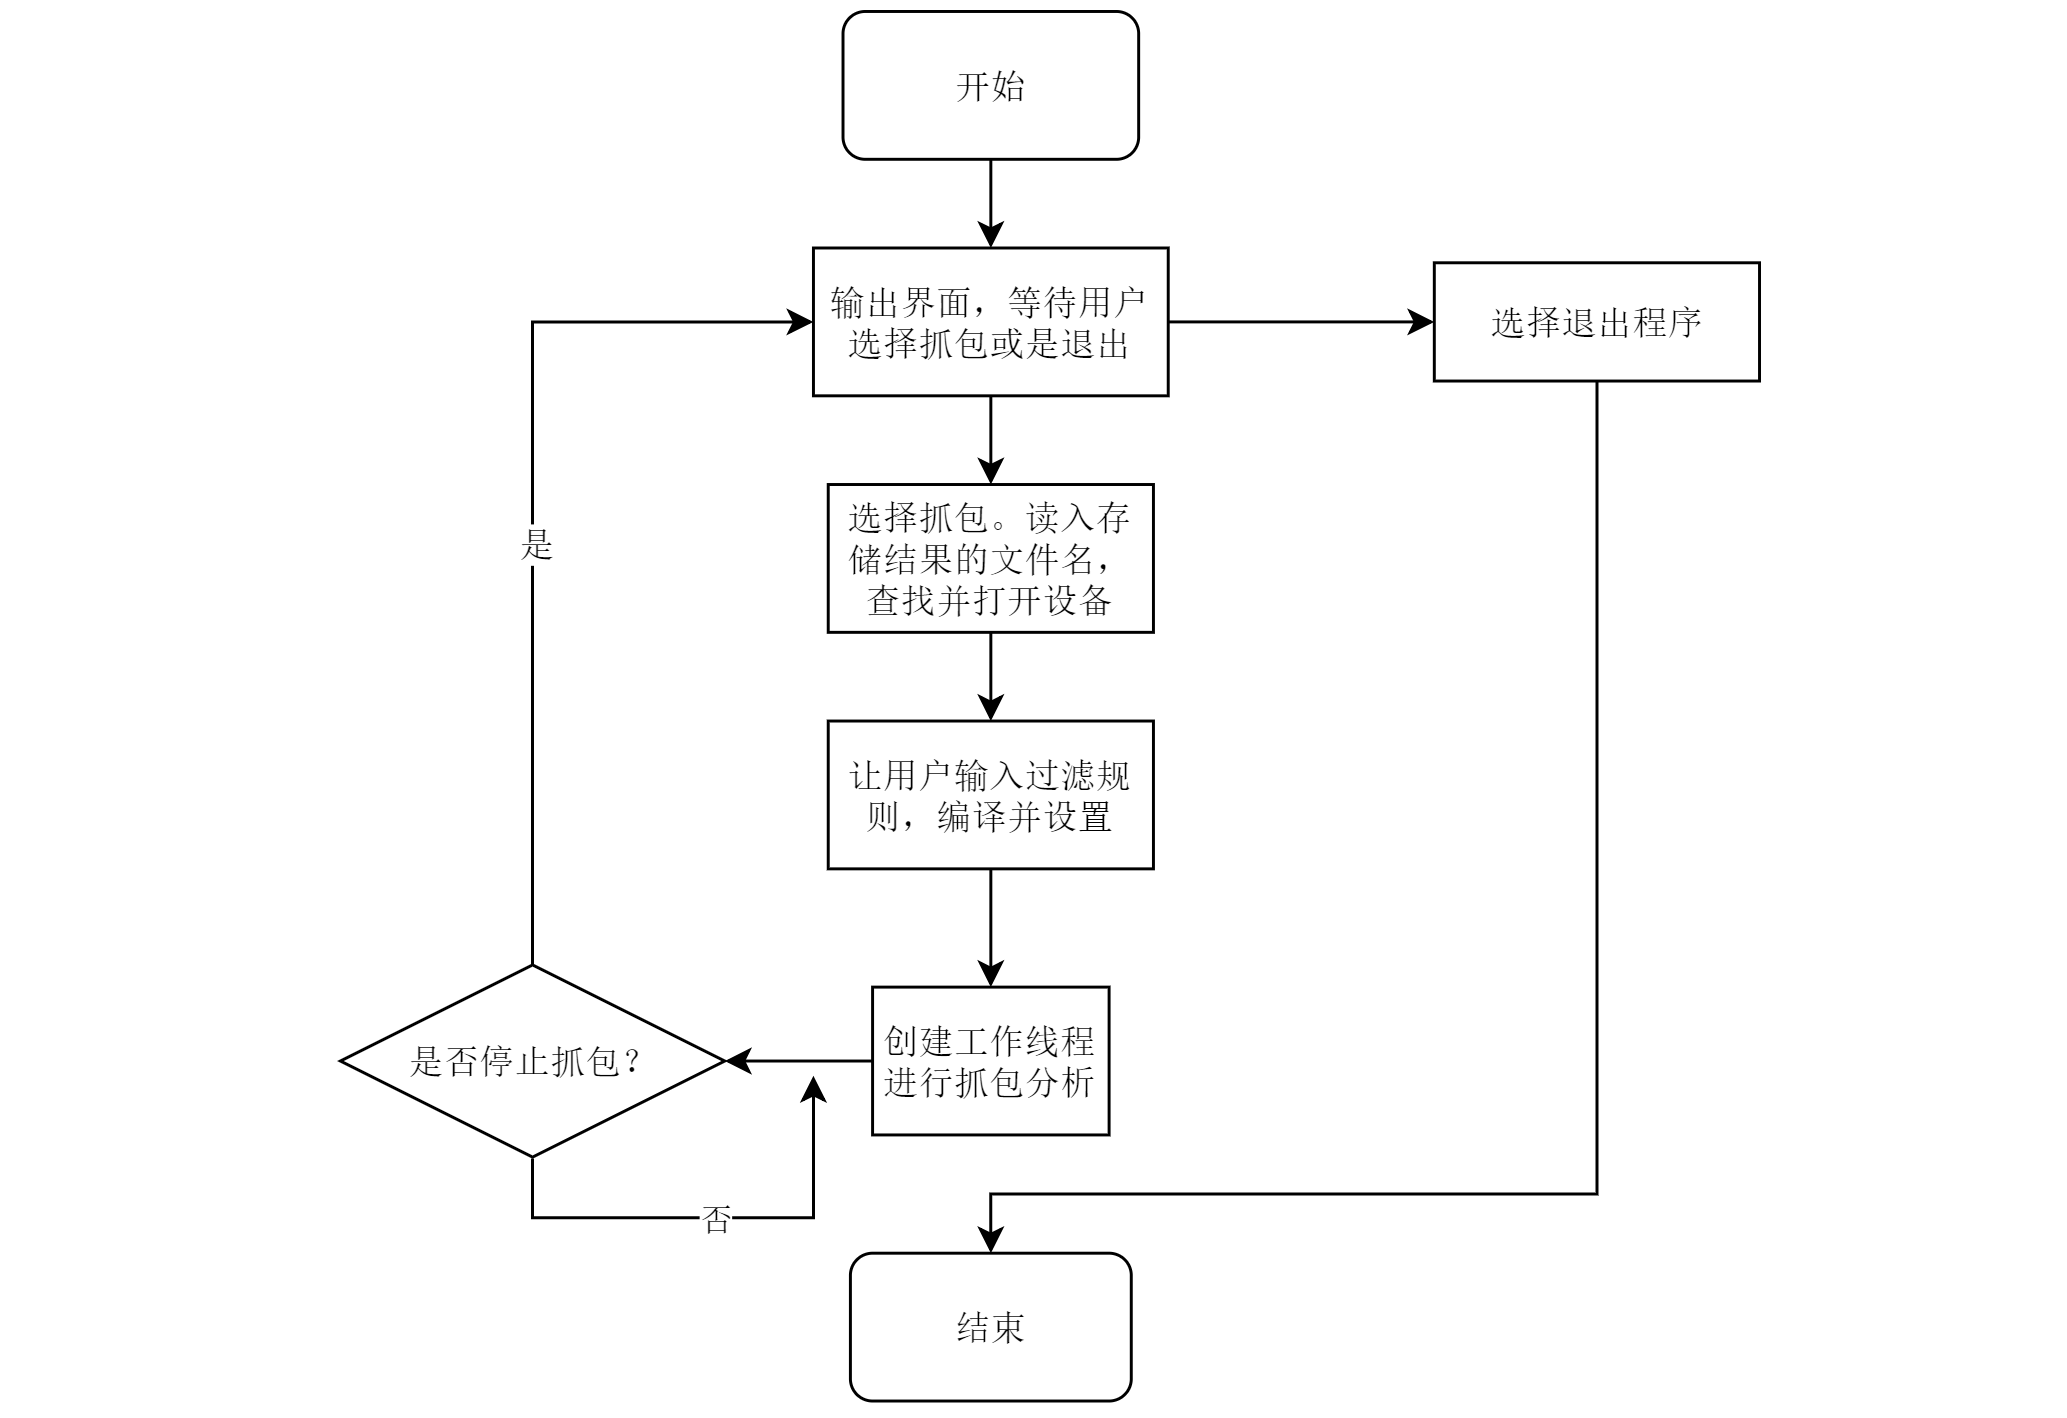 开始
输出界面，等待用户
选择抓包或是退出
选择退出程序
选择抓包。读入存
储结果的文件名，
查找并打开设备
是
让用户输入过滤规
则，编译并设置
创建工作线程
进行抓包分析
是否停止抓包？
否
结束